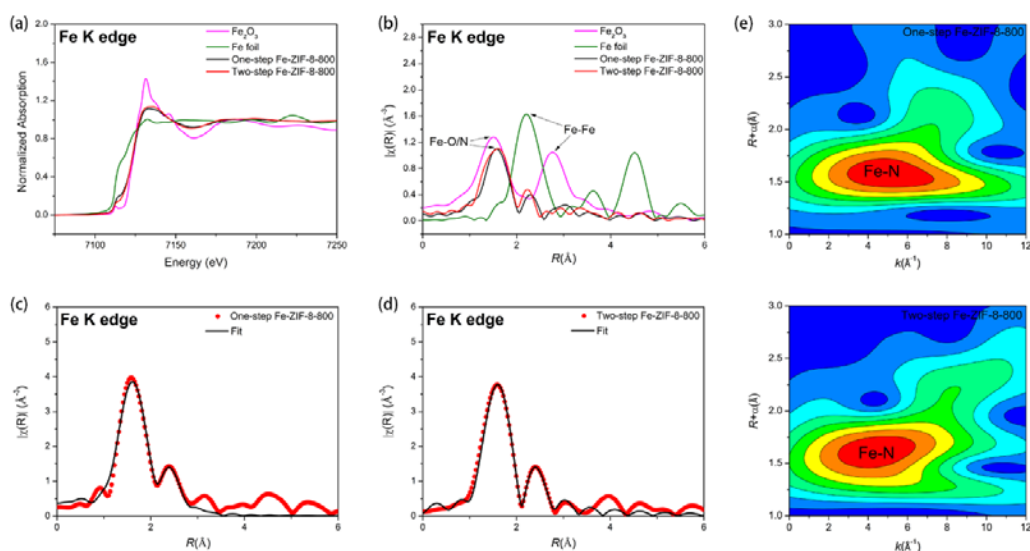 (a)
Fe K edge
Fe₂O₃
Fe foil
One-step Fe-ZIF-8-800
Two-step Fe-ZIF-8-800
Normalized Absorption
2.0
1.6
1.2
0.8
0.4
0.0
7100
7150
7200
7250
Energy (eV)
(b)
Fe K edge
Fe₂O₃
Fe foil
One-step Fe-ZIF-8-800
Two-step Fe-ZIF-8-800
Fe-O/N
Fe-Fe
|χ(R)| (Å⁻³)
3.0
2.4
1.8
1.2
0.6
0.0
0
2
4
6
R(Å)
(e)
One-step Fe-ZIF-8-800
Fe-N
R+α(Å)
3.0
2.5
2.0
1.5
1.0
0
2
4
6
8
10
12
k(Å⁻¹)
(c)
Fe K edge
One-step Fe-ZIF-8-800
Fit
|χ(R)| (Å⁻³)
6
5
4
3
2
1
0
0
2
4
6
R(Å)
(d)
Fe K edge
Two-step Fe-ZIF-8-800
Fit
|χ(R)| (Å⁻³)
6
5
4
3
2
1
0
0
2
4
6
R(Å)
Two-step Fe-ZIF-8-800
Fe-N
R+α(Å)
3.0
2.5
2.0
1.5
1.0
0
2
4
6
8
10
12
k(Å⁻¹)